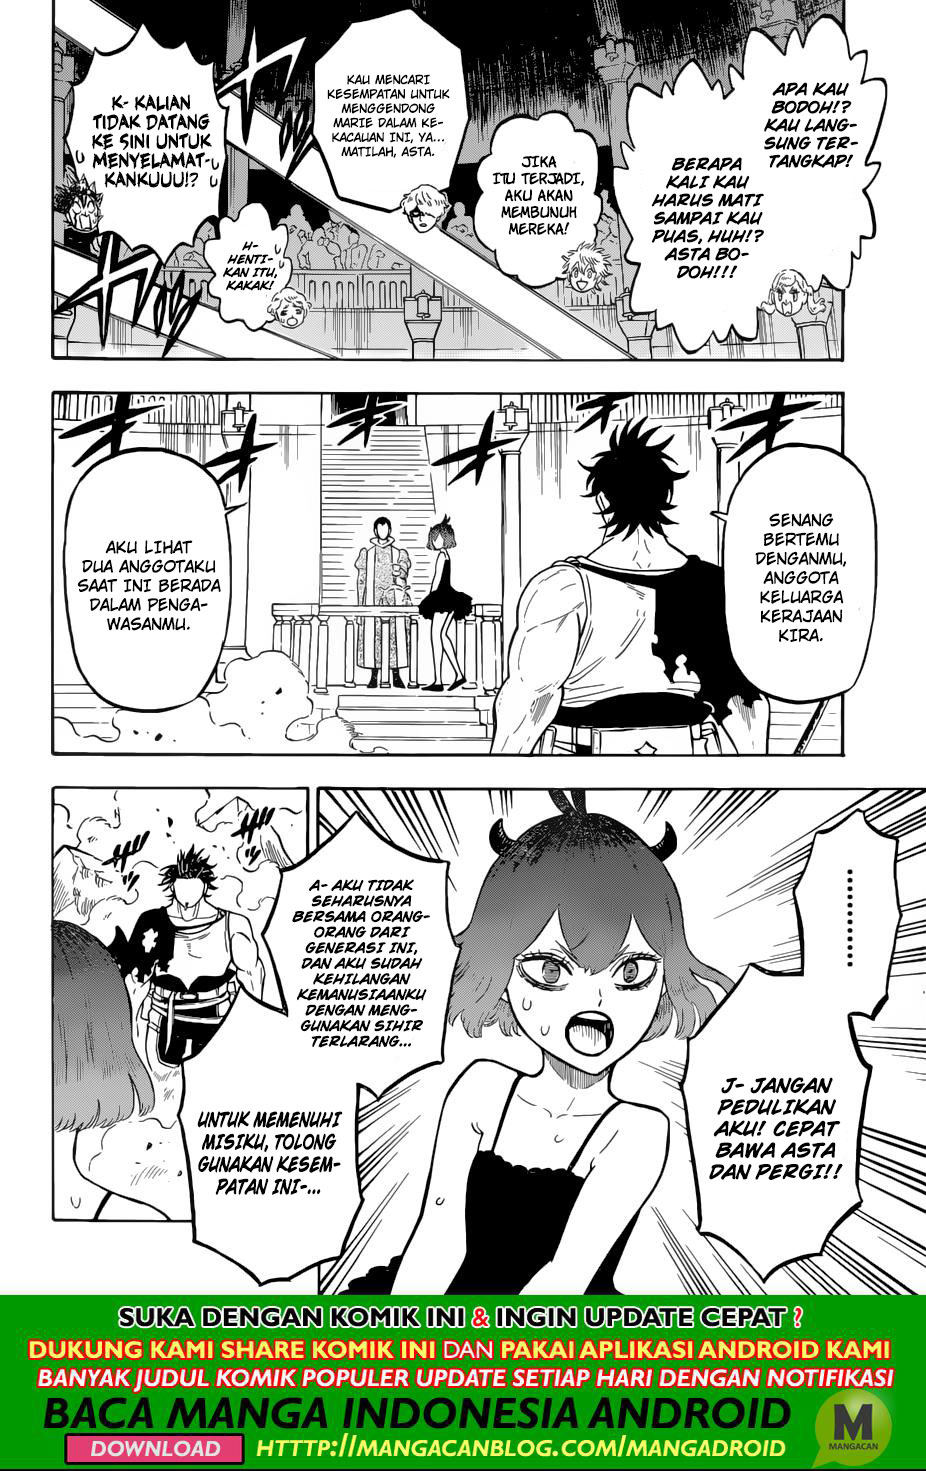 APA KAU
BODOH!?
KAU LANG-
SUNG TER-
TANGKAP!
BERAPA
KALI KAU
HARUS MATI
SAMPAI KAU
PUAS, HUH!?
ASTA BO-
DOH!!!
JIKA
ITU TERJADI,
AKU AKAN
MEMBUNUH
MEREKA!
KAU MENCARI
KESEMPATAN UNTUK
MENGGENDONG
MARIE DALAM KE-
KACAUAN INI, YA...
MATILAH, ASTA.
H-
HENTI-
KAN ITU,
KAKAK!
K- KALIAN
TIDAK DATANG
KE SINI UNTUK
MENYELAMAT-
KANKUUU!?
SENANG
BERTEMU
DENGANMU,
ANGGOTA
KELUARGA
KERAJAAN
KIRA.
AKU LIHAT
DUA ANGGOTAKU
SAAT INI BERADA
DALAM PENGA-
WASANMU.
.........
J- JANGAN
PEDULIKAN
AKU! CEPAT
BAWA ASTA
DAN PERGI!!
A- AKU TIDAK
SEHARUSNYA
BERSAMA ORANG-
ORANG DARI
GENERASI INI,
DAN AKU SUDAH
KEHILANGAN
KEMANUSIAANKU
DENGAN MENG-
GUNAKAN SIHIR
TERLARANG...
UNTUK MEMENUHI
MISIKU, TOLONG
GUNAKAN KESEM-
PATAN INI-...
SUKA DENGAN KOMIK INI & INGIN UPDATE CEPAT ?
DUKUNG KAMI SHARE KOMIK INI DAN PAKAI APLIKASI ANDROID KAMI
BANYAK JUDUL KOMIK POPULER UPDATE SETIAP HARI DENGAN NOTIFIKASI
BACA MANGA INDONESIA ANDROID
DOWNLOAD HTTTP://MANGACANBLOG.COM/MANGADROID
M
MANGACAN